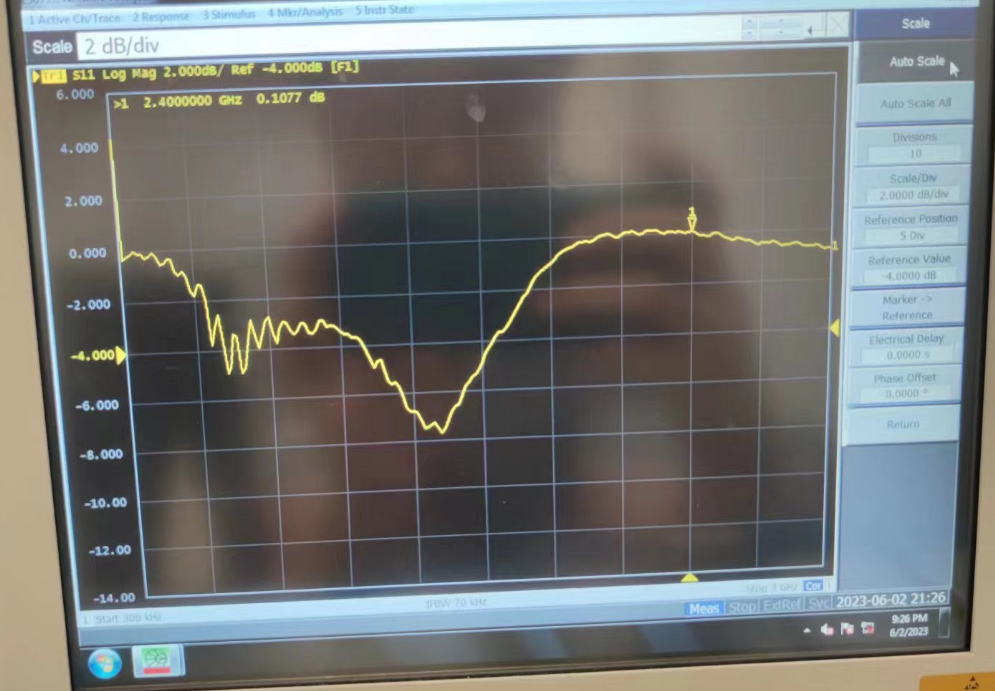 1 Active Ch/Trace 2 Response 3 Stimulus 4 Mkr/Analysis 5 Instr State
Scale 2 dB/div
Tr1 S11 Log Mag 2.000dB/ Ref -4.000dB [F1]
>1 2.4000000 GHz 0.1077 dB
6.000
4.000
2.000
0.000
-2.000
-4.000
-6.000
-8.000
-10.00
-12.00
-14.00
1
1
1 Start 300 kHz
IFBW 70 kHz
Stop 3 GHz Cor
Meas Stop ExtRef Svc 2023-06-02 21:26
Scale
Auto Scale
Auto Scale All
Divisions
10
Scale/Div
2.0000 dB/div
Reference Position
5 Div
Reference Value
-4.0000 dB
Marker ->
Reference
Electrical Delay
0.0000 s
Phase Offset
0.0000 °
Return
9:26 PM
6/2/2023